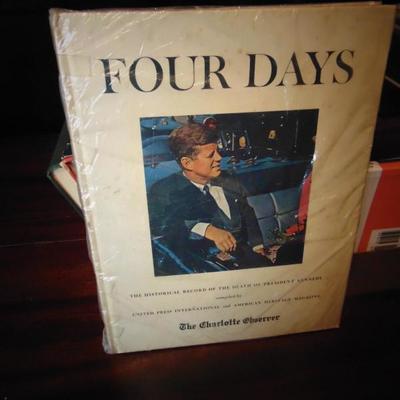 FOUR DAYS
THE HISTORICAL RECORD OF THE DEATH OF PRESIDENT KENNEDY
compiled by
UNITED PRESS INTERNATIONAL and AMERICAN HERITAGE MAGAZINE
The Charlotte Observer